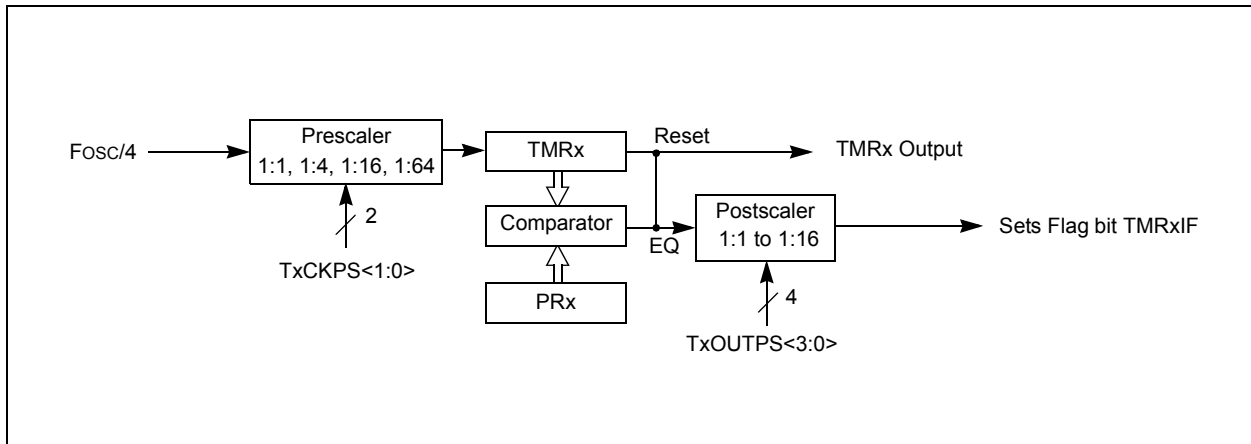 FOSC/4
Prescaler
1:1, 1:4, 1:16, 1:64
2
TxCKPS<1:0>
TMRx
Comparator
PRx
Reset
TMRx Output
EQ
Postscaler
1:1 to 1:16
4
TxOUTPS<3:0>
Sets Flag bit TMRxIF